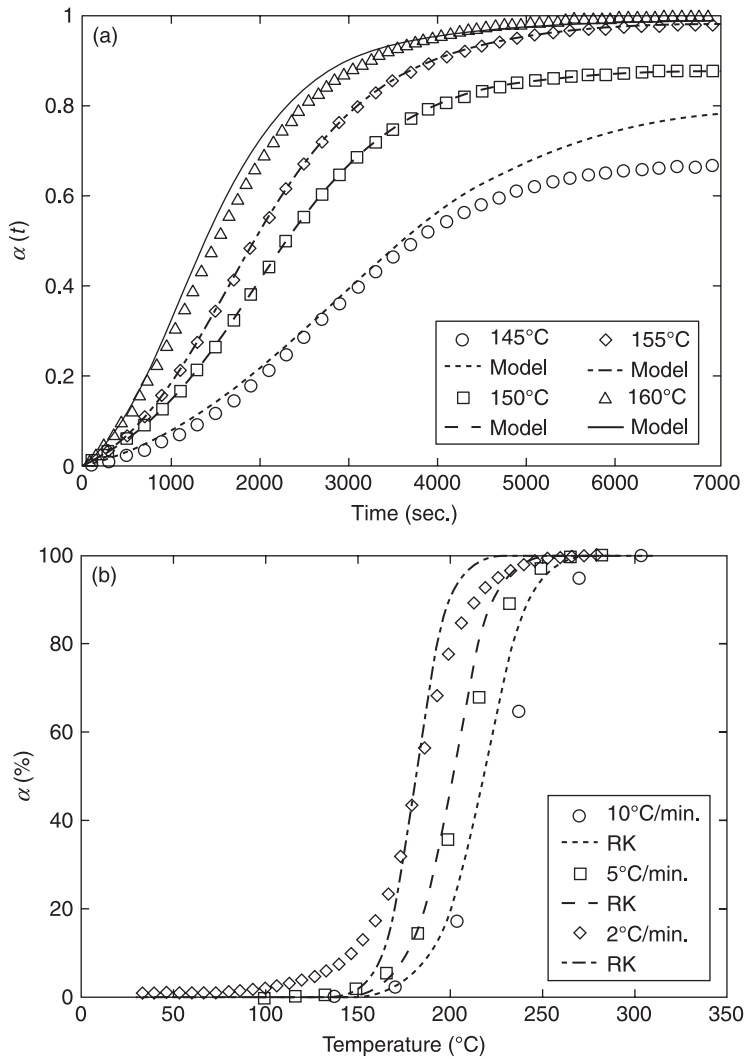 (a)
1
0.8
0.6
0.4
0.2
0
α (t)
0 1000 2000 3000 4000 5000 6000 7000
Time (sec.)
145°C 155°C
Model Model
150°C 160°C
Model Model
(b)
100
80
60
40
20
0
α (%)
0 50 100 150 200 250 300 350
Temperature (°C)
10°C/min.
RK
5°C/min.
RK
2°C/min.
RK